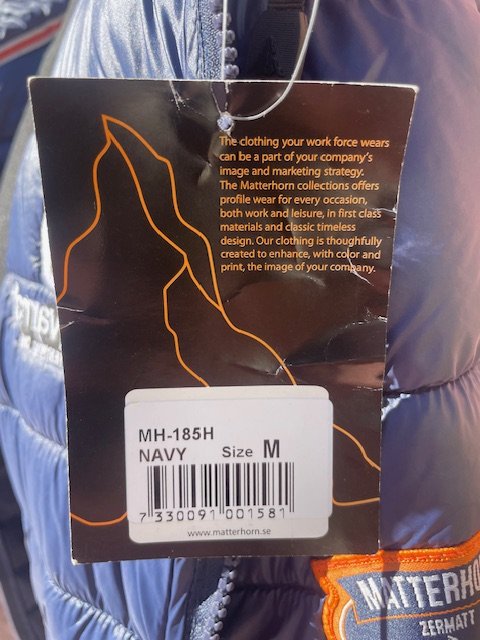 The clothing your work force wears
can be a part of your company's
image and marketing strategy.
The Matterhorn collections offers
profile wear for every occasion,
both work and leisure, in first class
materials and classic timeless
design. Our clothing is thoughtfully
created to enhance, with color and
print, the image of your company.
MH-185H
NAVY Size M
7 330091 001581
www.matterhorn.se
MATTERHO
ZERMATT